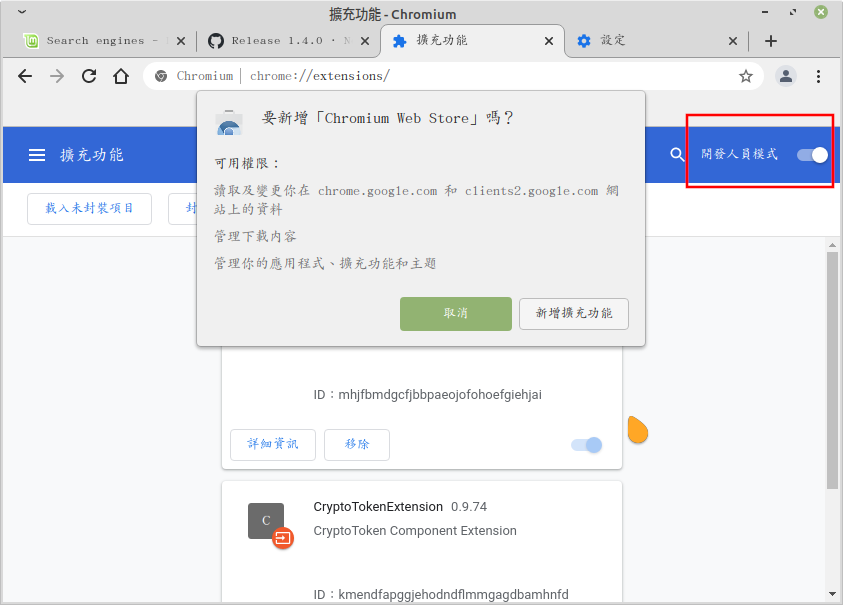 擴充功能 - Chromium
Search engines -
Release 1.4.0 ·
擴充功能
設定
Chromium | chrome://extensions/
要新增「Chromium Web Store」嗎？
可用權限：
讀取及變更你在 chrome.google.com 和 clients2.google.com 網
站上的資料
管理下載內容
管理你的應用程式、擴充功能和主題
取消
新增擴充功能
擴充功能
開發人員模式
載入未封裝項目
封
ID：mhjfbmdgcfjbbpaeojofohoefgiehjai
詳細資訊
移除
C
CryptoTokenExtension 0.9.74
CryptoToken Component Extension
ID：kmendfapggjehodndflmmgagdbamhnfd